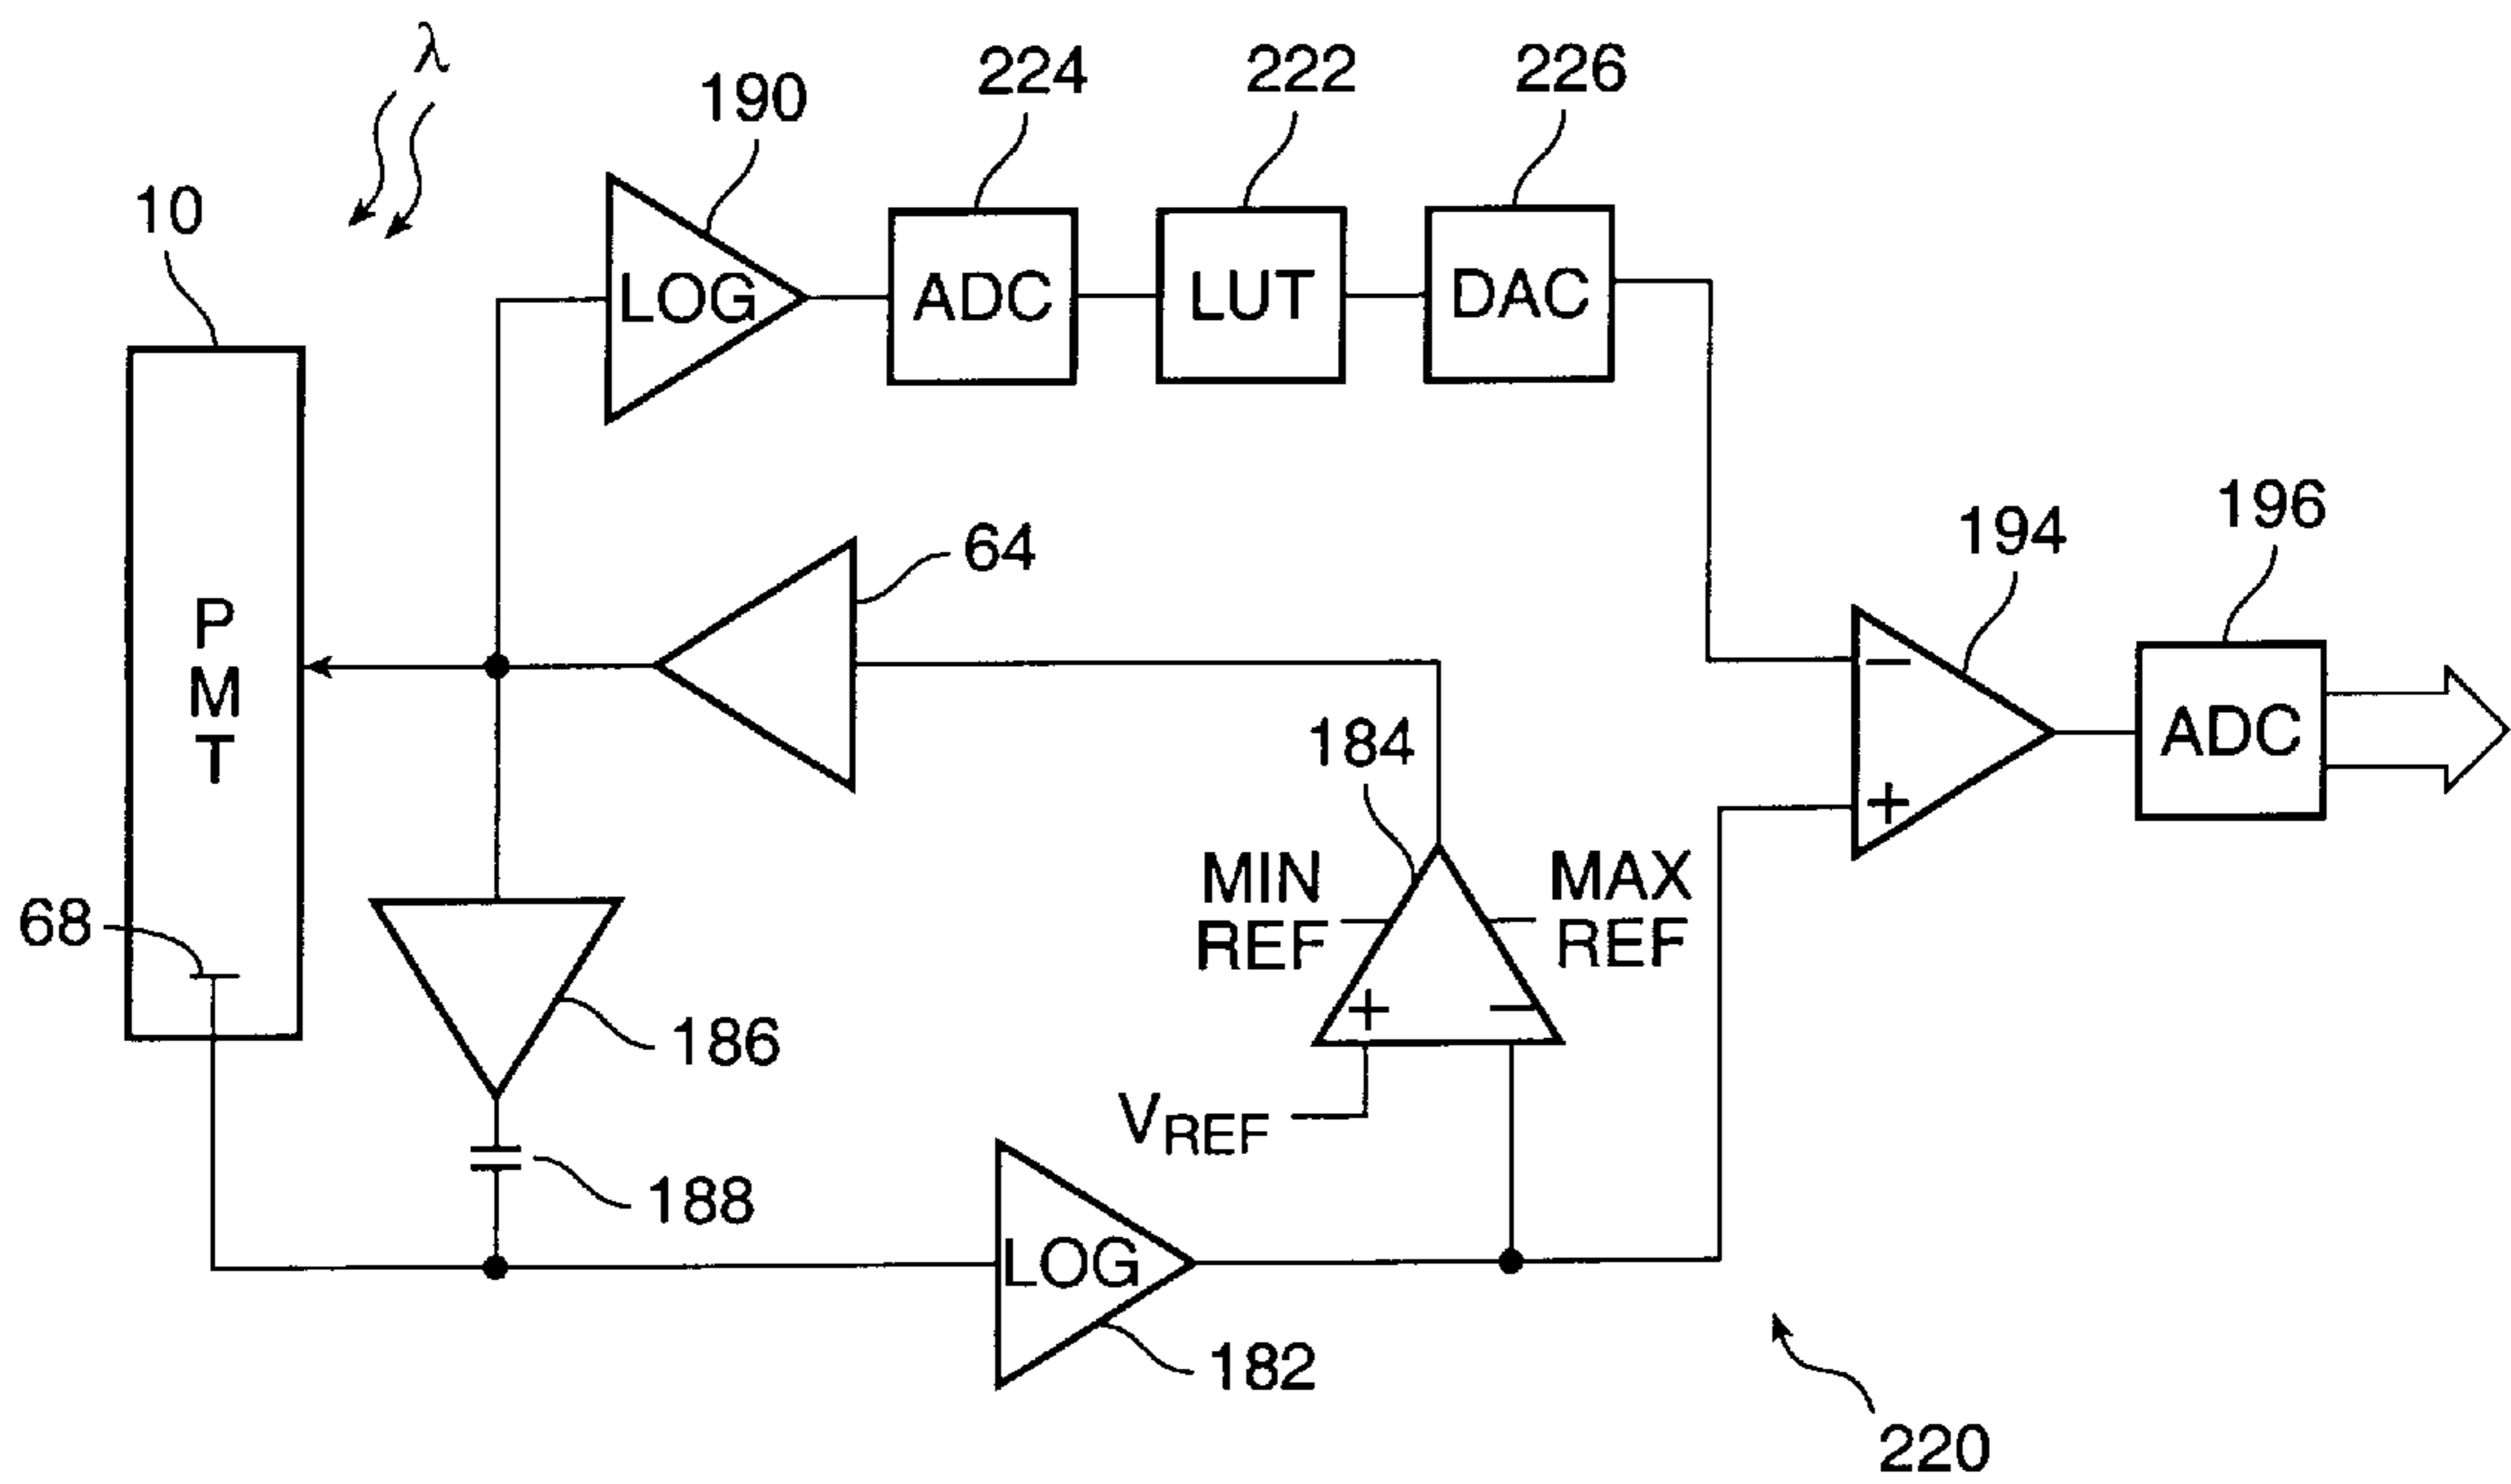 λ
190
224
222
226
10
LOG
ADC
LUT
DAC
64
194
196
P
M
T
184
ADC
−
+
MIN
REF
MAX
REF
68
+
−
186
V_REF
188
LOG
182
220